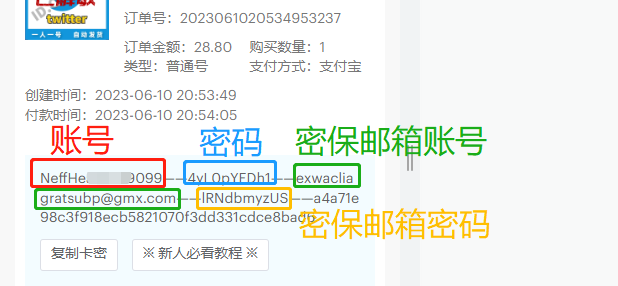 twitter
一人一号 自动发货
订单号：2023061020534953237
订单金额：28.80 购买数量：1
类型：普通号 支付方式：支付宝
创建时间：2023-06-10 20:53:49
付款时间：2023-06-10 20:54:05
账号 密码 密保邮箱账号
NeffHe 9099——4vL0pYFDh1——exwaclia
gratsubp@gmx.com——lRNdbmyzUS——a4a71e
98c3f918ecb5821070f3dd331cdce8bad6
密保邮箱密码
复制卡密 ※ 新人必看教程 ※